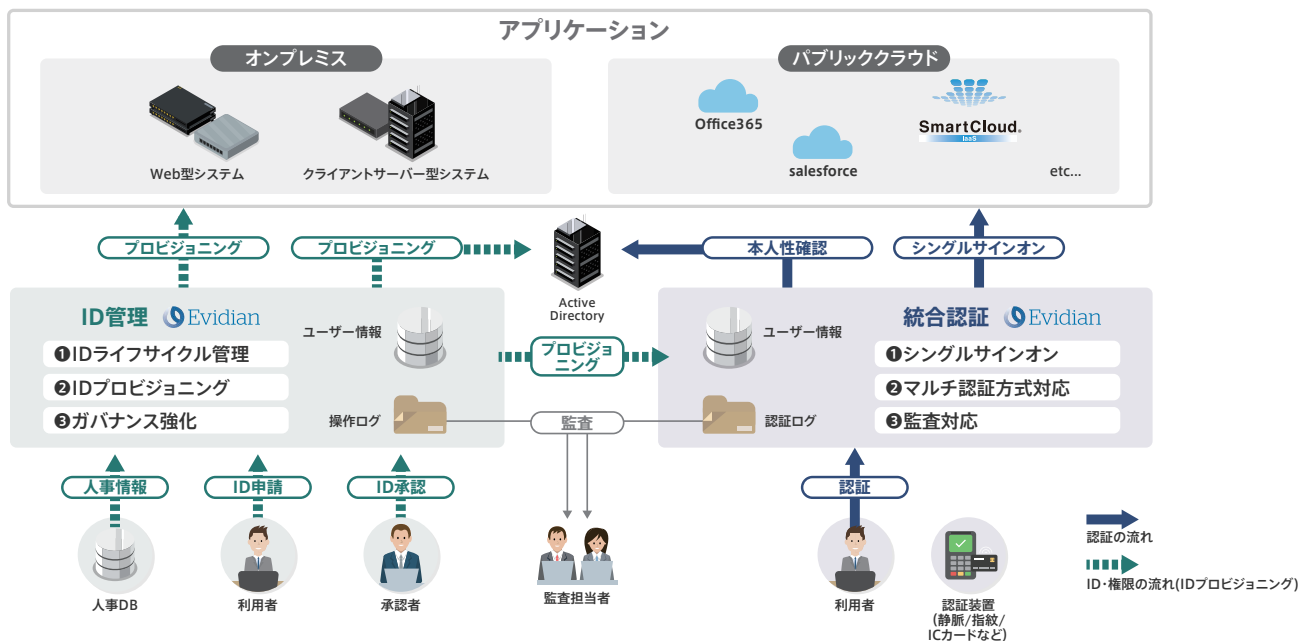 アプリケーション
オンプレミス
パブリッククラウド
Web型システム
クライアントサーバー型システム
Office365
salesforce
SmartCloud®
IaaS
etc...
プロビジョニング
プロビジョニング
本人性確認
シングルサインオン
Active
Directory
ID管理
Evidian
❶IDライフサイクル管理
❷IDプロビジョニング
❸ガバナンス強化
ユーザー情報
操作ログ
プロビジョ
ニング
監査
ユーザー情報
認証ログ
統合認証
Evidian
❶シングルサインオン
❷マルチ認証方式対応
❸監査対応
人事情報
ID申請
ID承認
認証
人事DB
利用者
承認者
監査担当者
利用者
認証装置
(静脈/指紋/
ICカードなど)
認証の流れ
ID・権限の流れ(IDプロビジョニング)